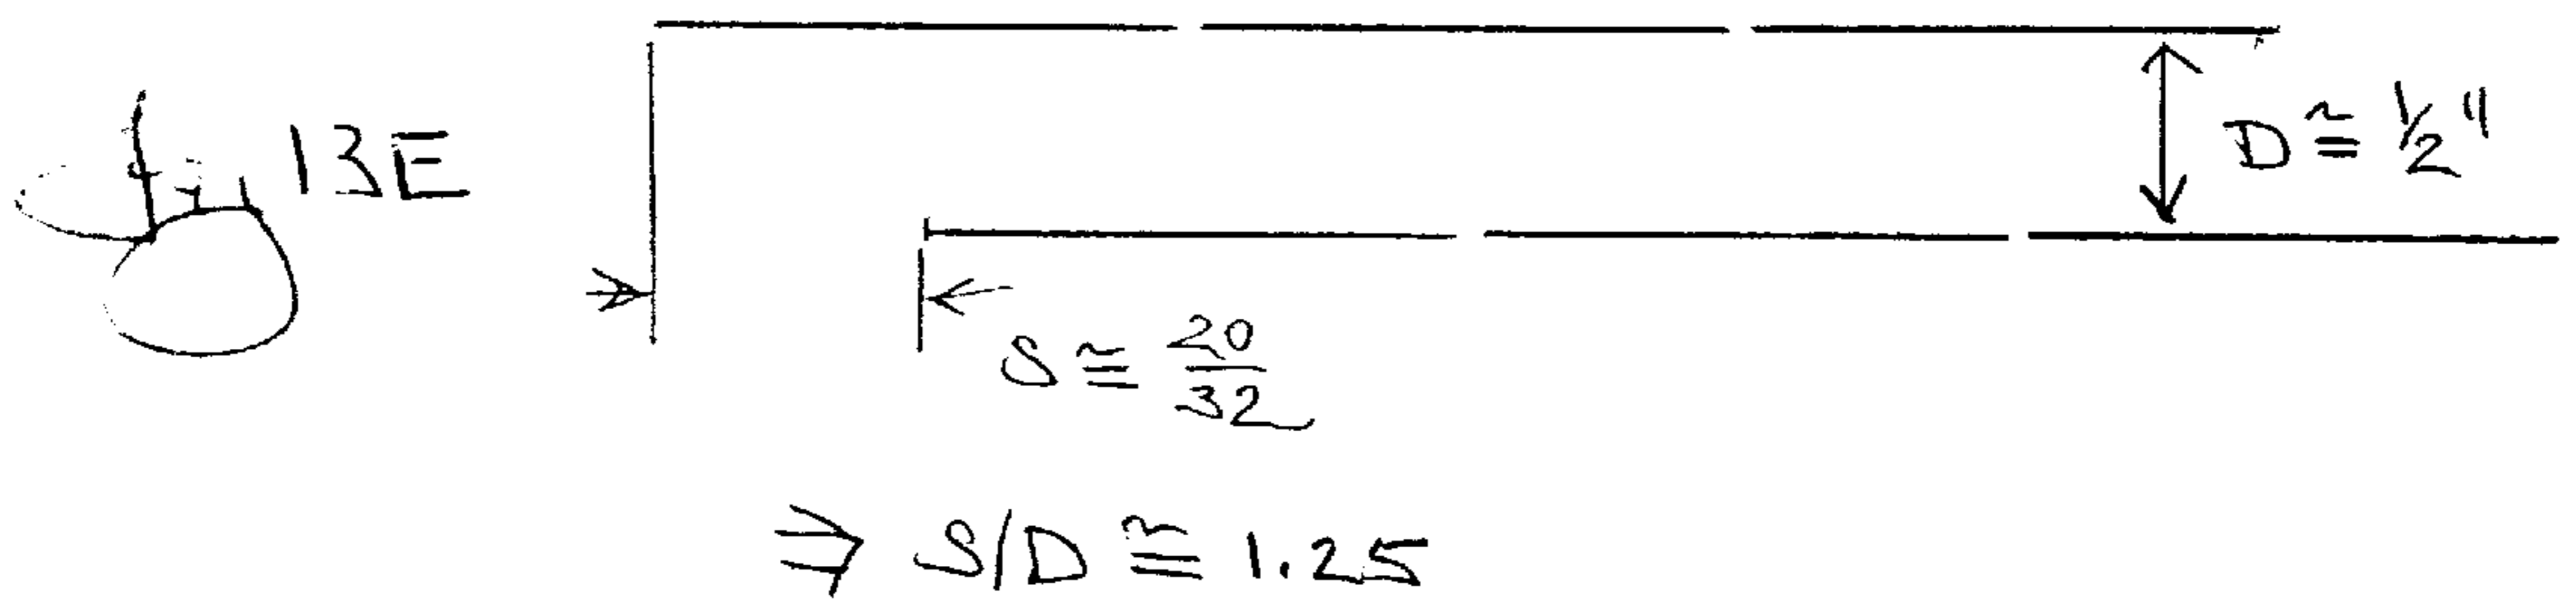 fig 13E
D ≅ 1/2"
S ≅ 20/32
⇒ S/D ≅ 1.25